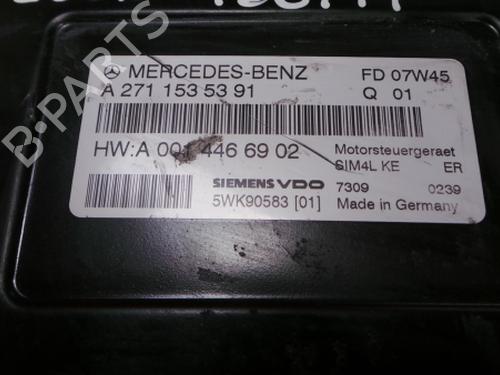 MERCEDES-BENZ FD 07W45
A 271 153 53 91 Q 01
HW:A 001 446 69 02 Motorsteuergeraet
SIM4L KE ER
SIEMENS VDO 7309 0239
5WK90583 [01] Made in Germany
B-PARTS